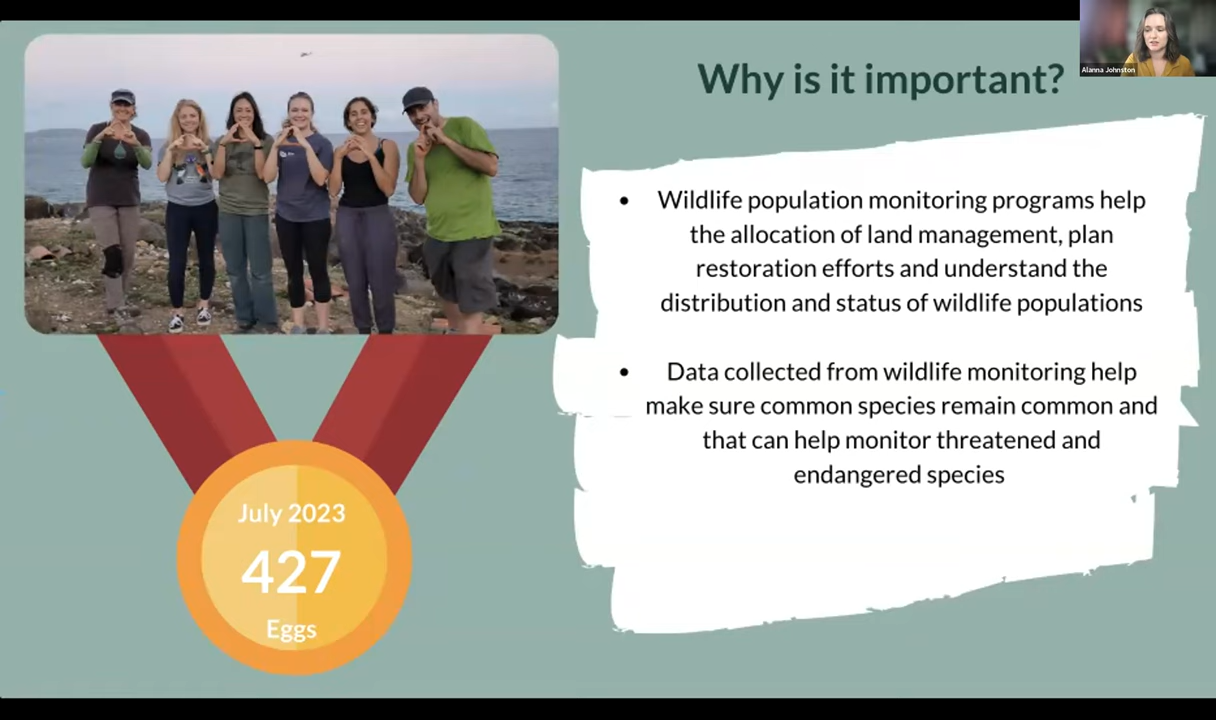 Alanna Johnston
Why is it important?
• Wildlife population monitoring programs help
the allocation of land management, plan
restoration efforts and understand the
distribution and status of wildlife populations
• Data collected from wildlife monitoring help
make sure common species remain common and
that can help monitor threatened and
endangered species
July 2023
427
Eggs